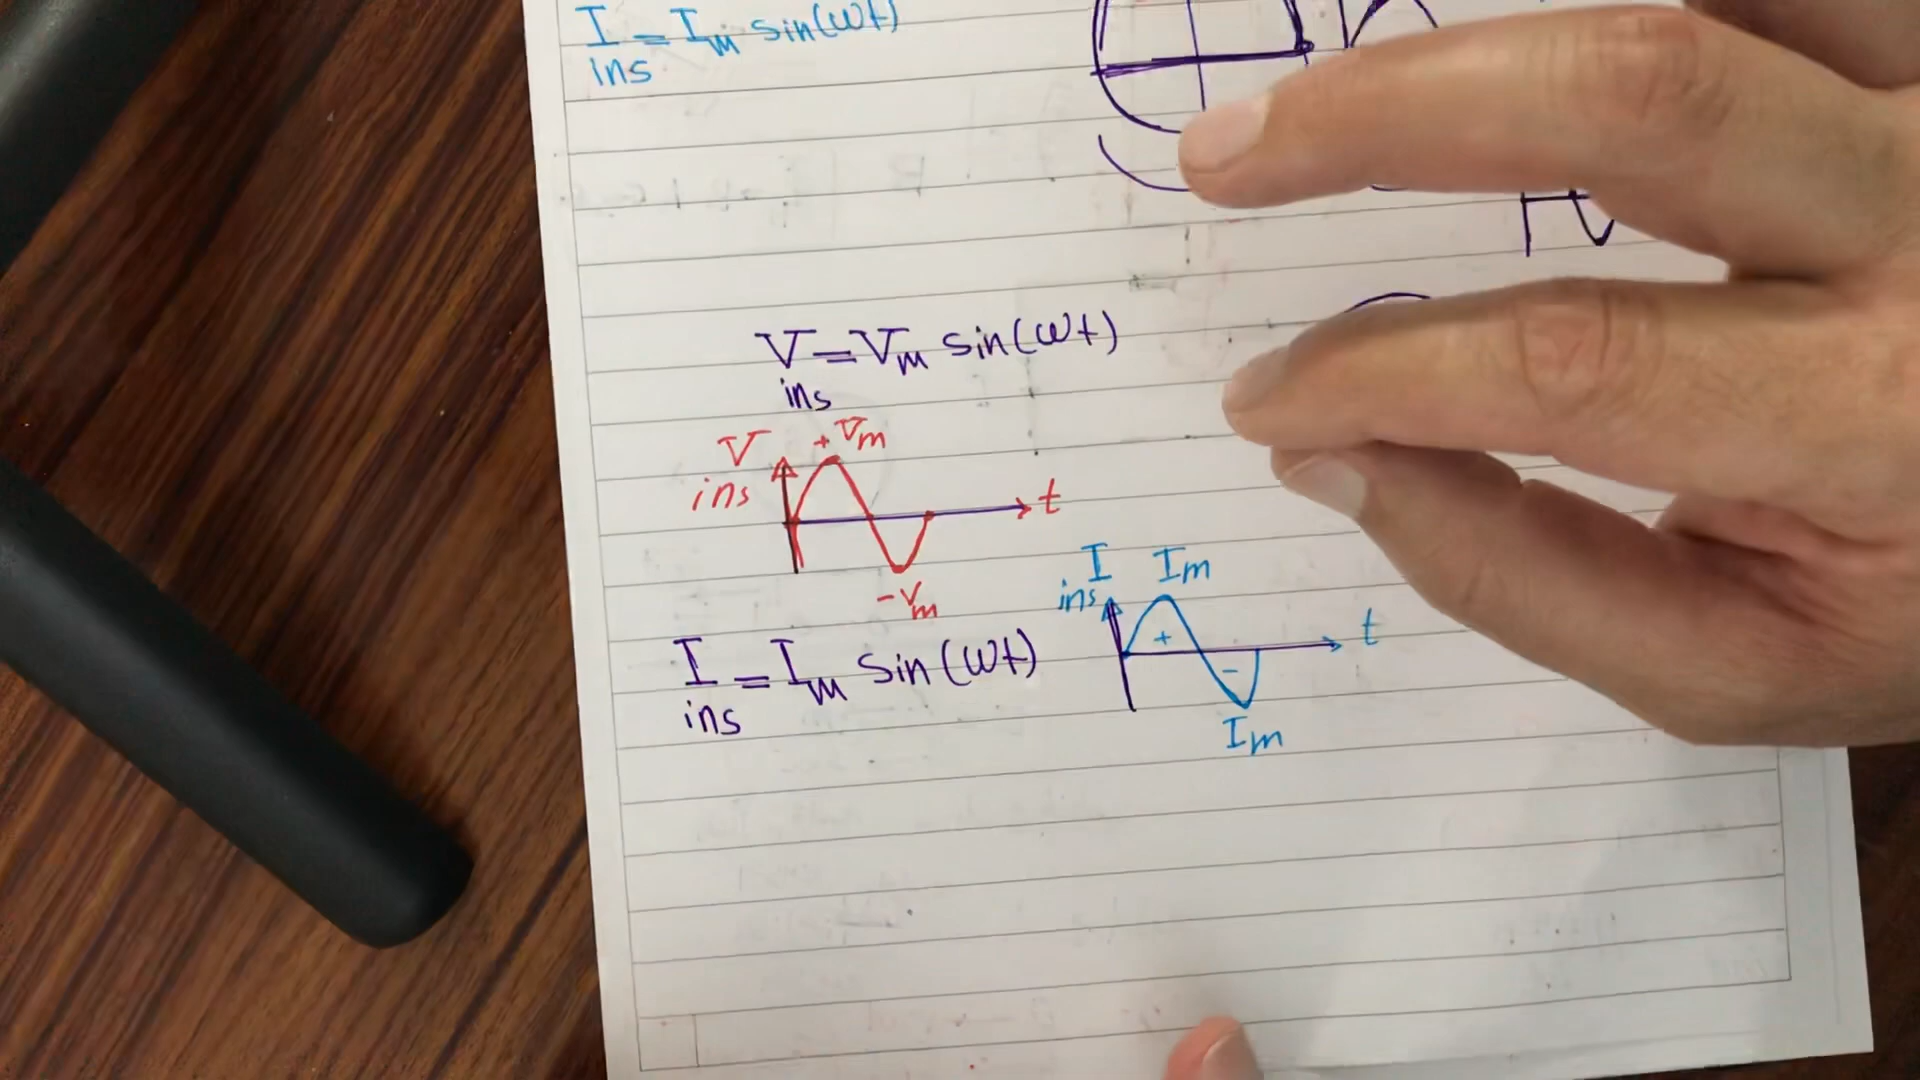 I = Im sin(ωt)
ins
V = Vm sin(ωt)
ins
V
ins
+Vm
t
-Vm
I
ins
Im
+
-
t
Im
I = Im Sin(ωt)
ins